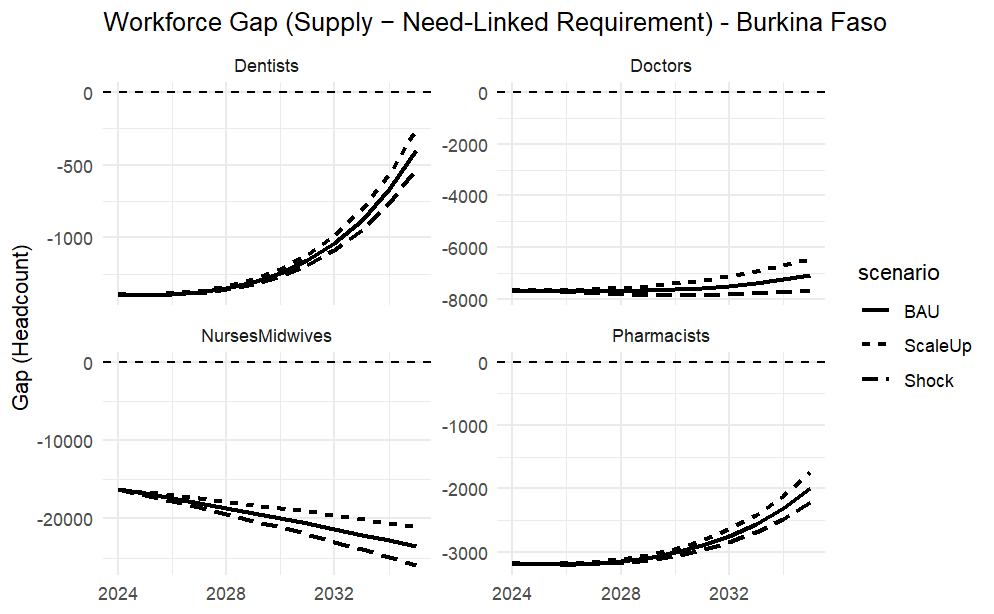 Workforce Gap (Supply − Need-Linked Requirement) - Burkina Faso
Dentists
Doctors
0
-500
-1000
0
-2000
-4000
-6000
-8000
NursesMidwives
Pharmacists
0
-10000
-20000
0
-1000
-2000
-3000
2024
2028
2032
2024
2028
2032
Gap (Headcount)
scenario
BAU
ScaleUp
Shock